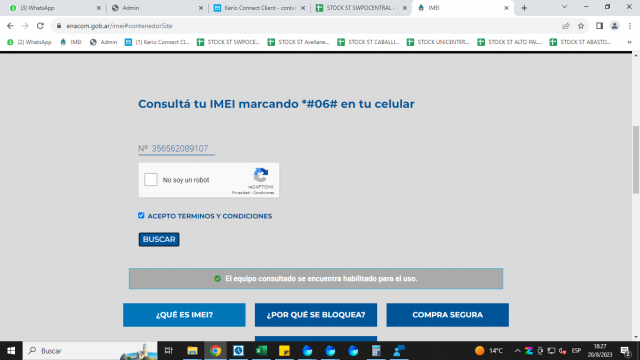 (3) WhatsApp
Admin
Kerio Connect Client - conta
STOCK ST SWPOCENTRAL -
IMEI
enacom.gob.ar/imei#contenedorSite
(2) WhatsApp
IMEI
Admin
(1) Kerio Connect Cl...
STOCK ST SWPOCE...
STOCK ST Avellane...
STOCK ST CABALLI...
STOCK UNICENTER...
STOCK ST ALTO PAL...
STOCK ST ABASTO...
Consultá tu IMEI marcando *#06# en tu celular
Nº 356562089107
No soy un robot
reCAPTCHA
Privacidad - Condiciones
ACEPTO TERMINOS Y CONDICIONES
BUSCAR
El equipo consultado se encuentra habilitado para el uso.
¿QUÉ ES IMEI?
¿POR QUÉ SE BLOQUEA?
COMPRA SEGURA
Buscar
14°C
ESP
18:27
20/8/2023